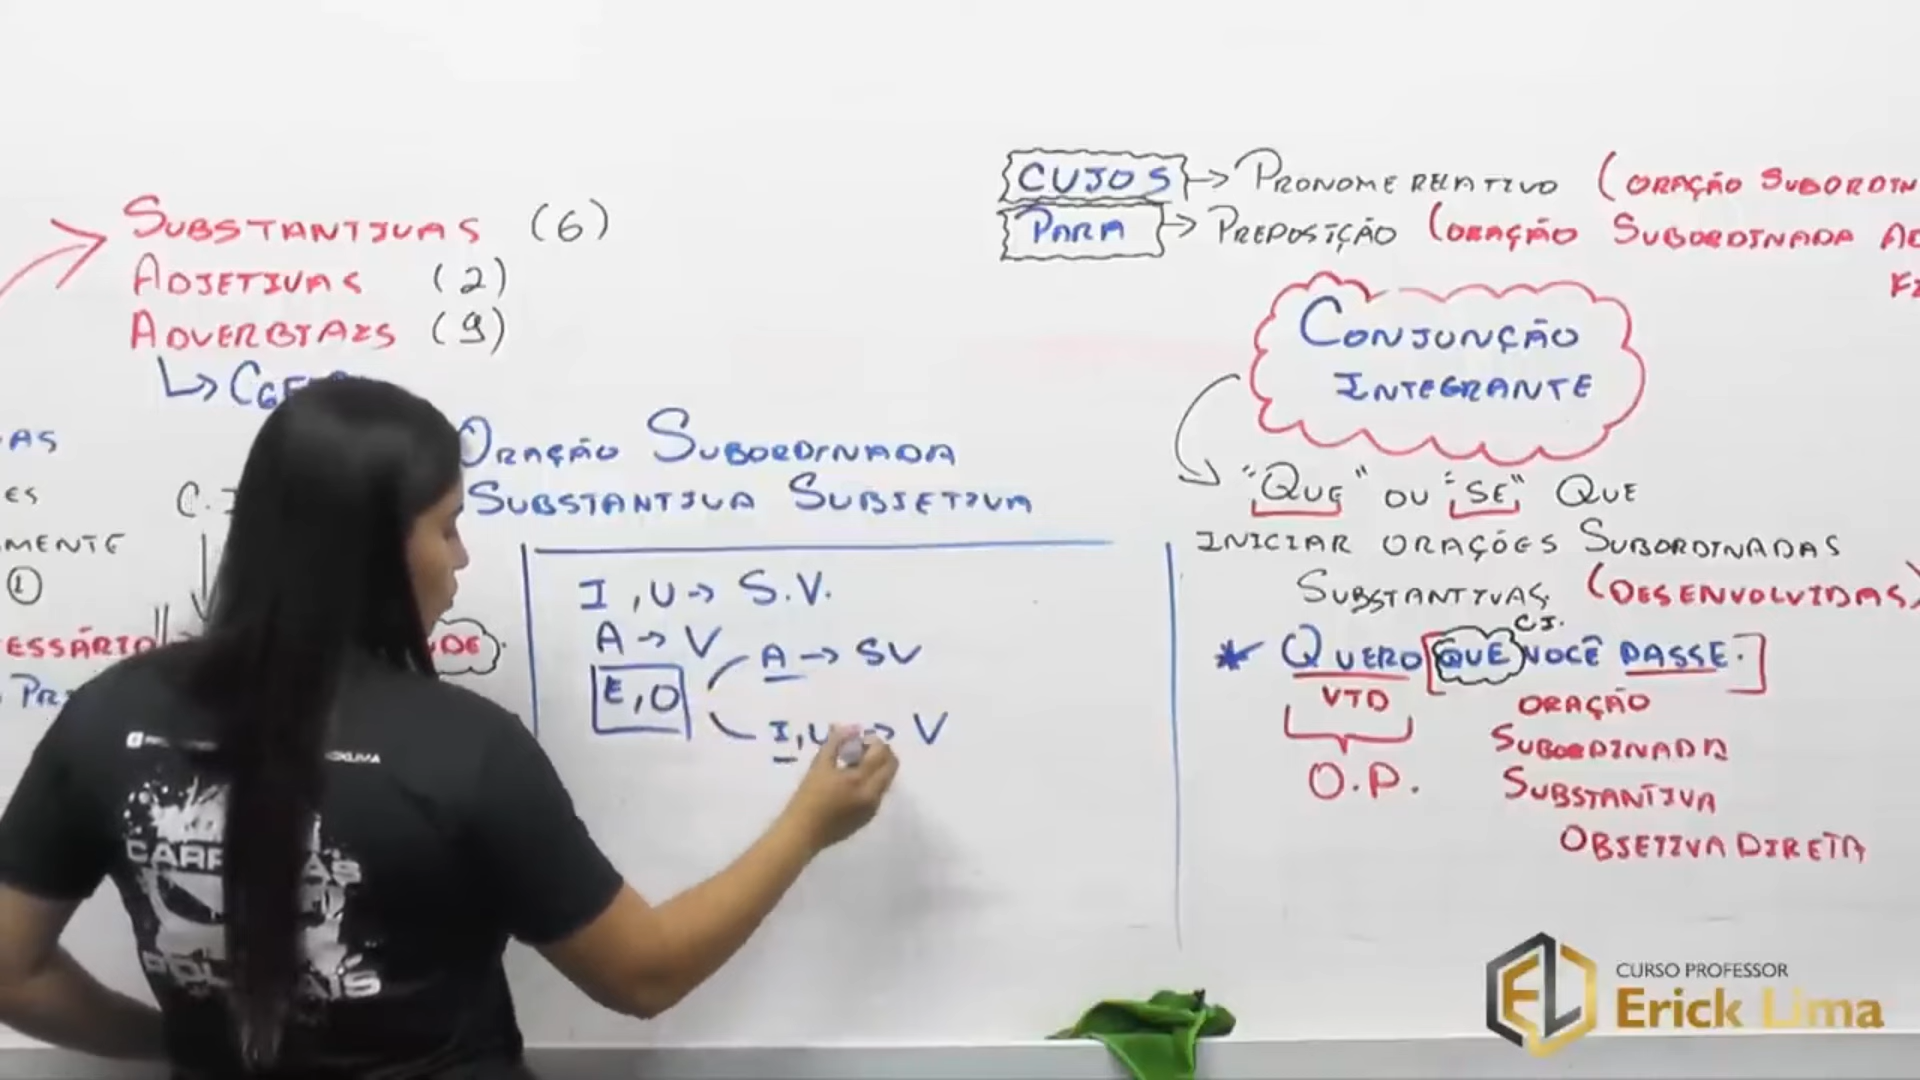 SUBSTANTIVAS (6)
ADJETIVAS (2)
ADVERBIAIS (9)
ORAÇÃO SUBORDINADA
SUBSTANTIVA SUBJETIVA
I, U → S.V.
A → V
E, O
A → SV
I, U → V
CUJOS → PRONOME RELATIVO (ORAÇÃO
PARA → PREPOSIÇÃO (ORAÇÃO SUBORDINADA
CONJUNÇÃO
INTEGRANTE
"QUE" OU "SE" QUE
INICIAR ORAÇÕES SUBORDINADAS
SUBSTANTIVAS (DESENVOLVIDAS)
C.I.
* QUERO [QUE VOCÊ PASSE.]
VTD
O.P.
ORAÇÃO
SUBORDINADA
SUBSTANTIVA
OBJETIVA DIRETA
CURSO PROFESSOR
Erick Lima